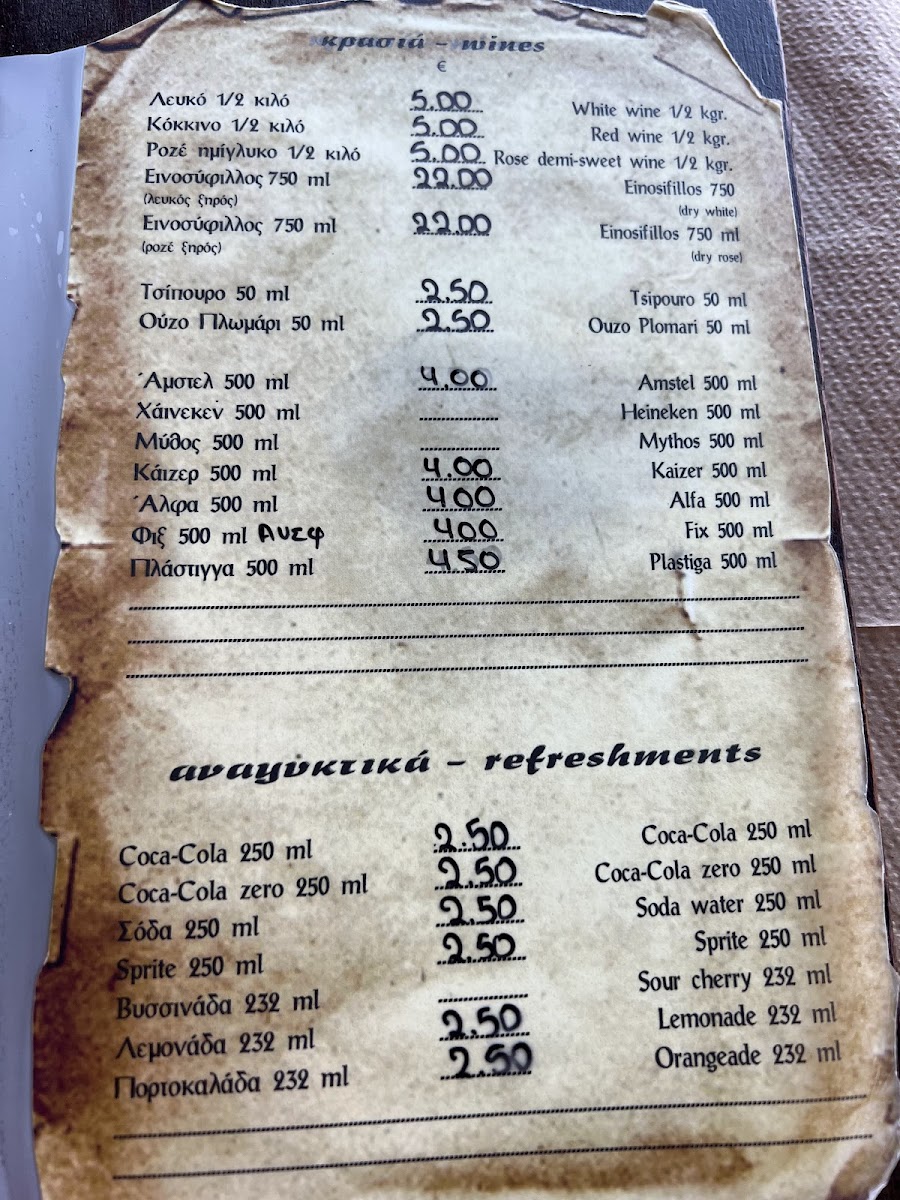 κρασιά - wines
€
Λευκό 1/2 κιλό 5.00 White wine 1/2 kgr.
Κόκκινο 1/2 κιλό 5.00 Red wine 1/2 kgr.
Ροζέ ημίγλυκο 1/2 κιλό 5.00 Rose demi-sweet wine 1/2 kgr.
Εινοσύφιλλος 750 ml 22.00 Einosifillos 750
(λευκός ξηρός) (dry white)
Εινοσύφιλλος 750 ml 22.00 Einosifillos 750 ml
(ροζέ ξηρός) (dry rose)
Τσίπουρο 50 ml 2.50 Tsipouro 50 ml
Ούζο Πλωμάρι 50 ml 2.50 Ouzo Plomari 50 ml
Άμστελ 500 ml 4.00 Amstel 500 ml
Χάινεκεν 500 ml Heineken 500 ml
Μύθος 500 ml Mythos 500 ml
Κάιζερ 500 ml 4.00 Kaizer 500 ml
Άλφα 500 ml 400 Alfa 500 ml
Φιξ 500 ml Ανεφ 400 Fix 500 ml
Πλάστιγγα 500 ml 450 Plastiga 500 ml
αναψυκτικά - refreshments
Coca-Cola 250 ml 2.50 Coca-Cola 250 ml
Coca-Cola zero 250 ml 2.50 Coca-Cola zero 250 ml
Σόδα 250 ml 2.50 Soda water 250 ml
Sprite 250 ml 2.50 Sprite 250 ml
Βυσσινάδα 232 ml Sour cherry 232 ml
Λεμονάδα 232 ml 2.50 Lemonade 232 ml
Πορτοκαλάδα 232 ml 2.50 Orangeade 232 ml